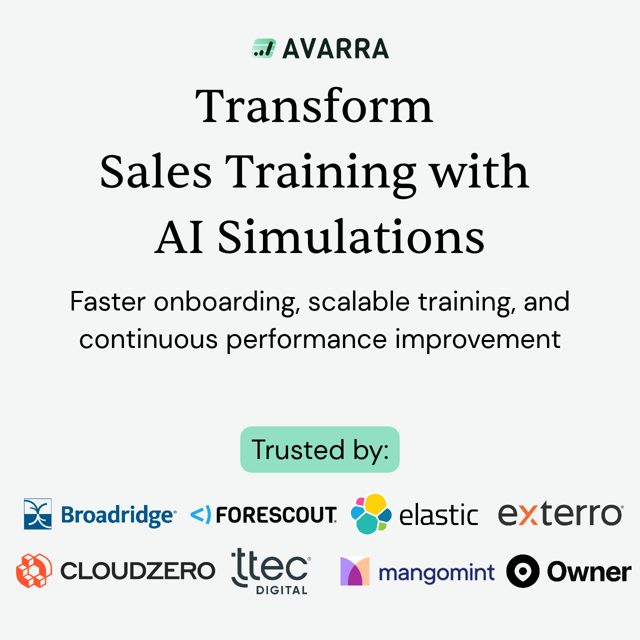 AVARRA
Transform
Sales Training with
AI Simulations
Faster onboarding, scalable training, and
continuous performance improvement
Trusted by:
Broadridge® <) FORESCOUT. elastic exterro®
CLOUDZERO ttec® DIGITAL mangomint Owner